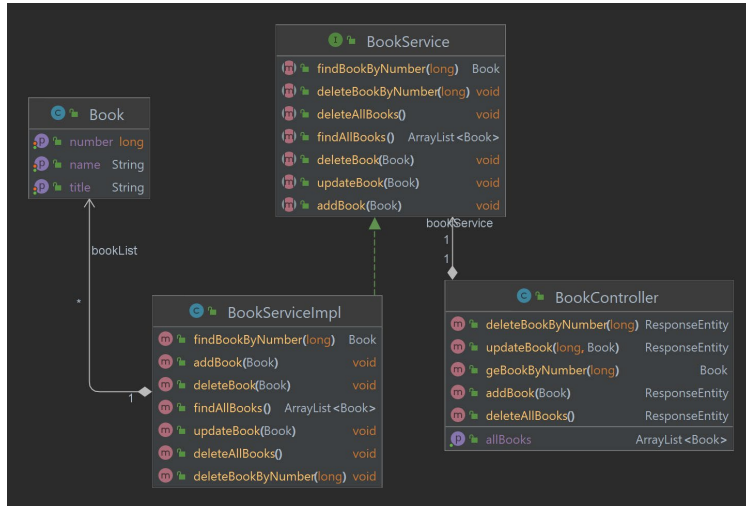 BookService
findBookByNumber(long) Book
deleteBookByNumber(long) void
deleteAllBooks() void
findAllBooks() ArrayList<Book>
deleteBook(Book) void
updateBook(Book) void
addBook(Book) void
Book
number long
name String
title String
bookList
*
1
bookService
1
1
BookServiceImpl
findBookByNumber(long) Book
addBook(Book) void
deleteBook(Book) void
findAllBooks() ArrayList<Book>
updateBook(Book) void
deleteAllBooks() void
deleteBookByNumber(long) void
BookController
deleteBookByNumber(long) ResponseEntity
updateBook(long, Book) ResponseEntity
geBookByNumber(long) Book
addBook(Book) ResponseEntity
deleteAllBooks() ResponseEntity
allBooks ArrayList<Book>